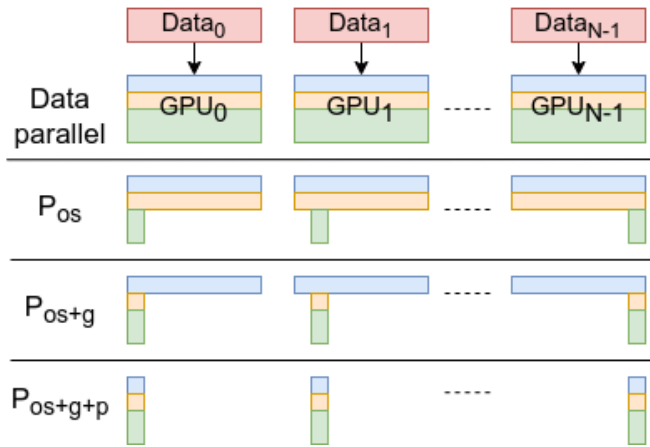 Data0 Data1 DataN-1
Data
parallel
GPU0 GPU1 GPUN-1
Pos
Pos+g
Pos+g+p